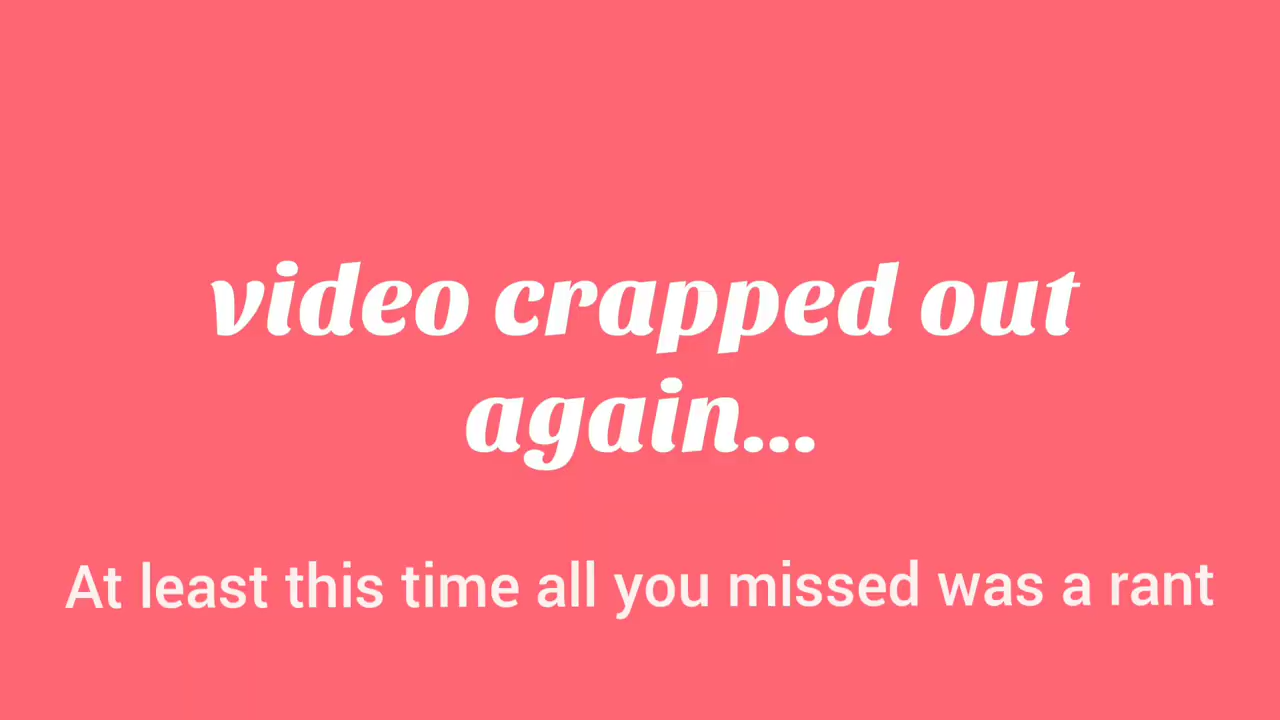 video crapped out
again...
At least this time all you missed was a rant